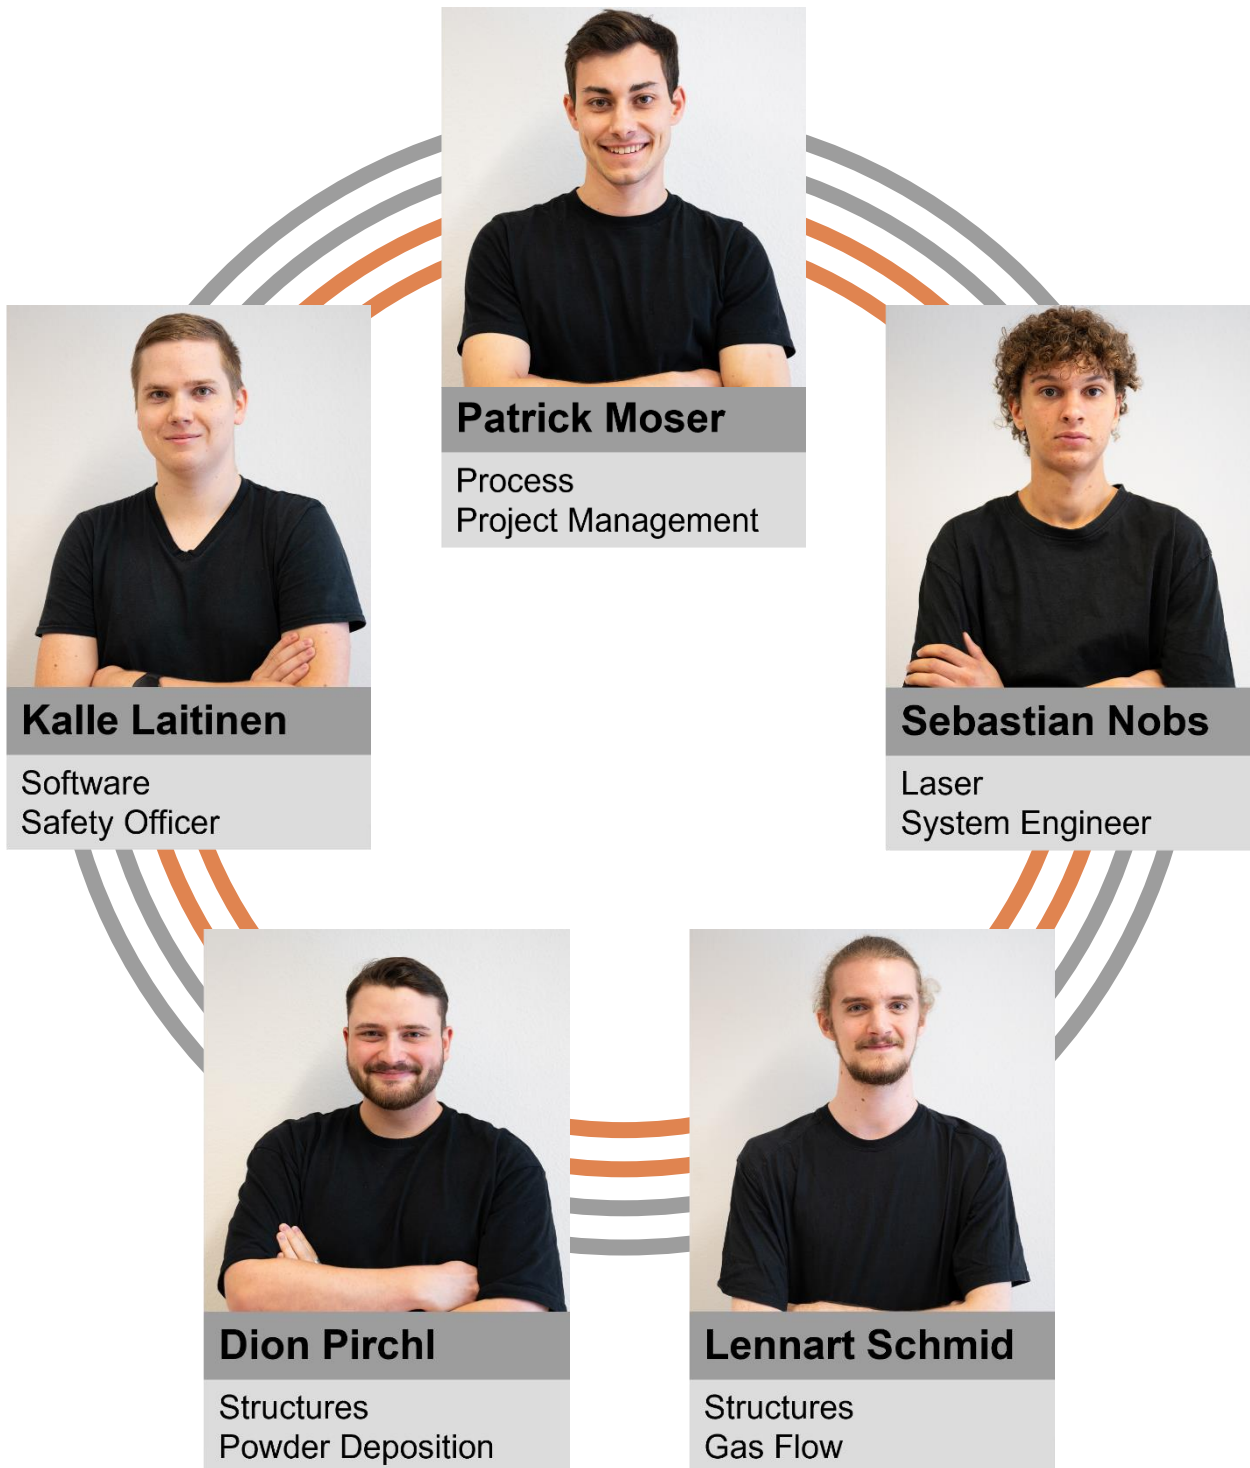 Patrick Moser
Process
Project Management
Kalle Laitinen
Software
Safety Officer
Sebastian Nobs
Laser
System Engineer
Dion Pirchl
Structures
Powder Deposition
Lennart Schmid
Structures
Gas Flow